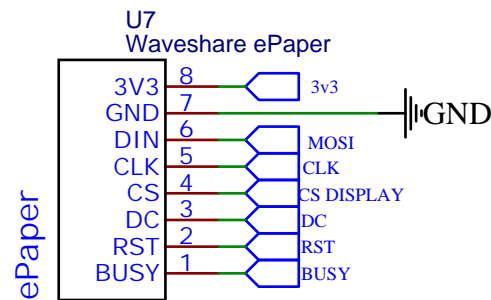 U7
Waveshare ePaper
ePaper
3V3 8 3v3
GND 7 GND
DIN 6 MOSI
CLK 5 CLK
CS 4 CS DISPLAY
DC 3 DC
RST 2 RST
BUSY 1 BUSY